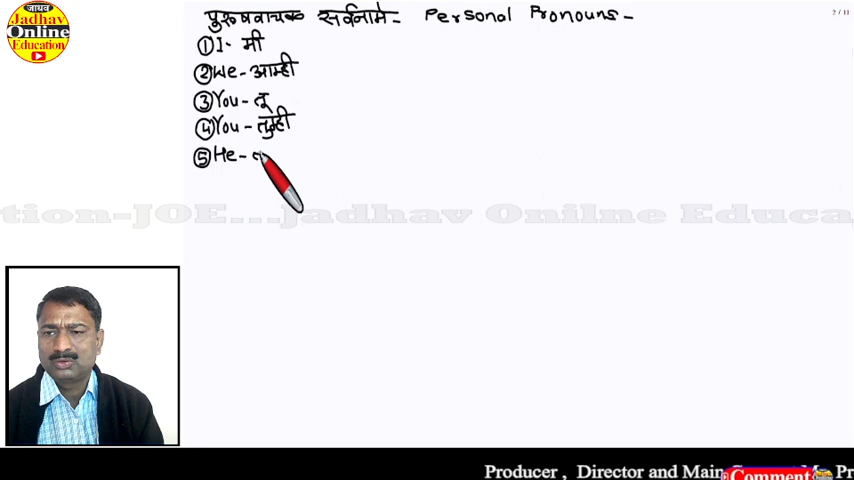 जाधव
Jadhav
Online
Education
पुरूषवाचक सर्वनामे- Personal Pronouns-
2 / 11
① I- मी
② We- आम्ही
③ You- तू
④ You- तुम्ही
⑤ He-
tion-JOE...Jadhav Onilne Educa
Producer , Director and Main
Comment
Pr